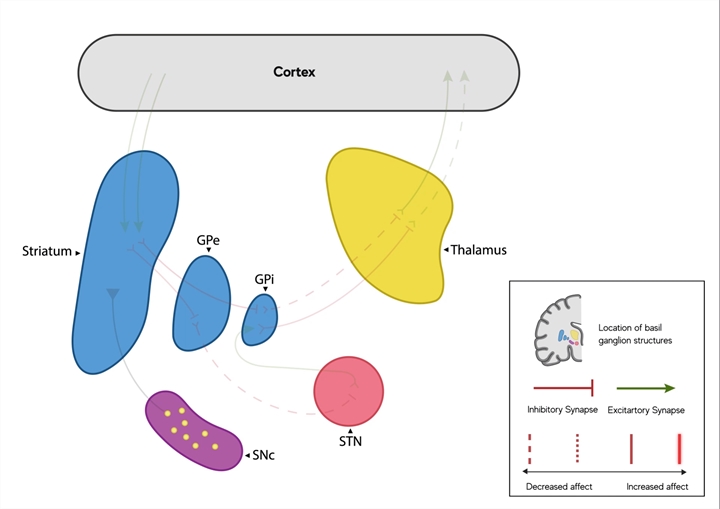 Cortex
Striatum
GPe
GPi
Thalamus
SNc
STN
Location of basil
ganglion structures
Inhibitory Synapse
Excitartory Synapse
Decreased affect
Increased affect